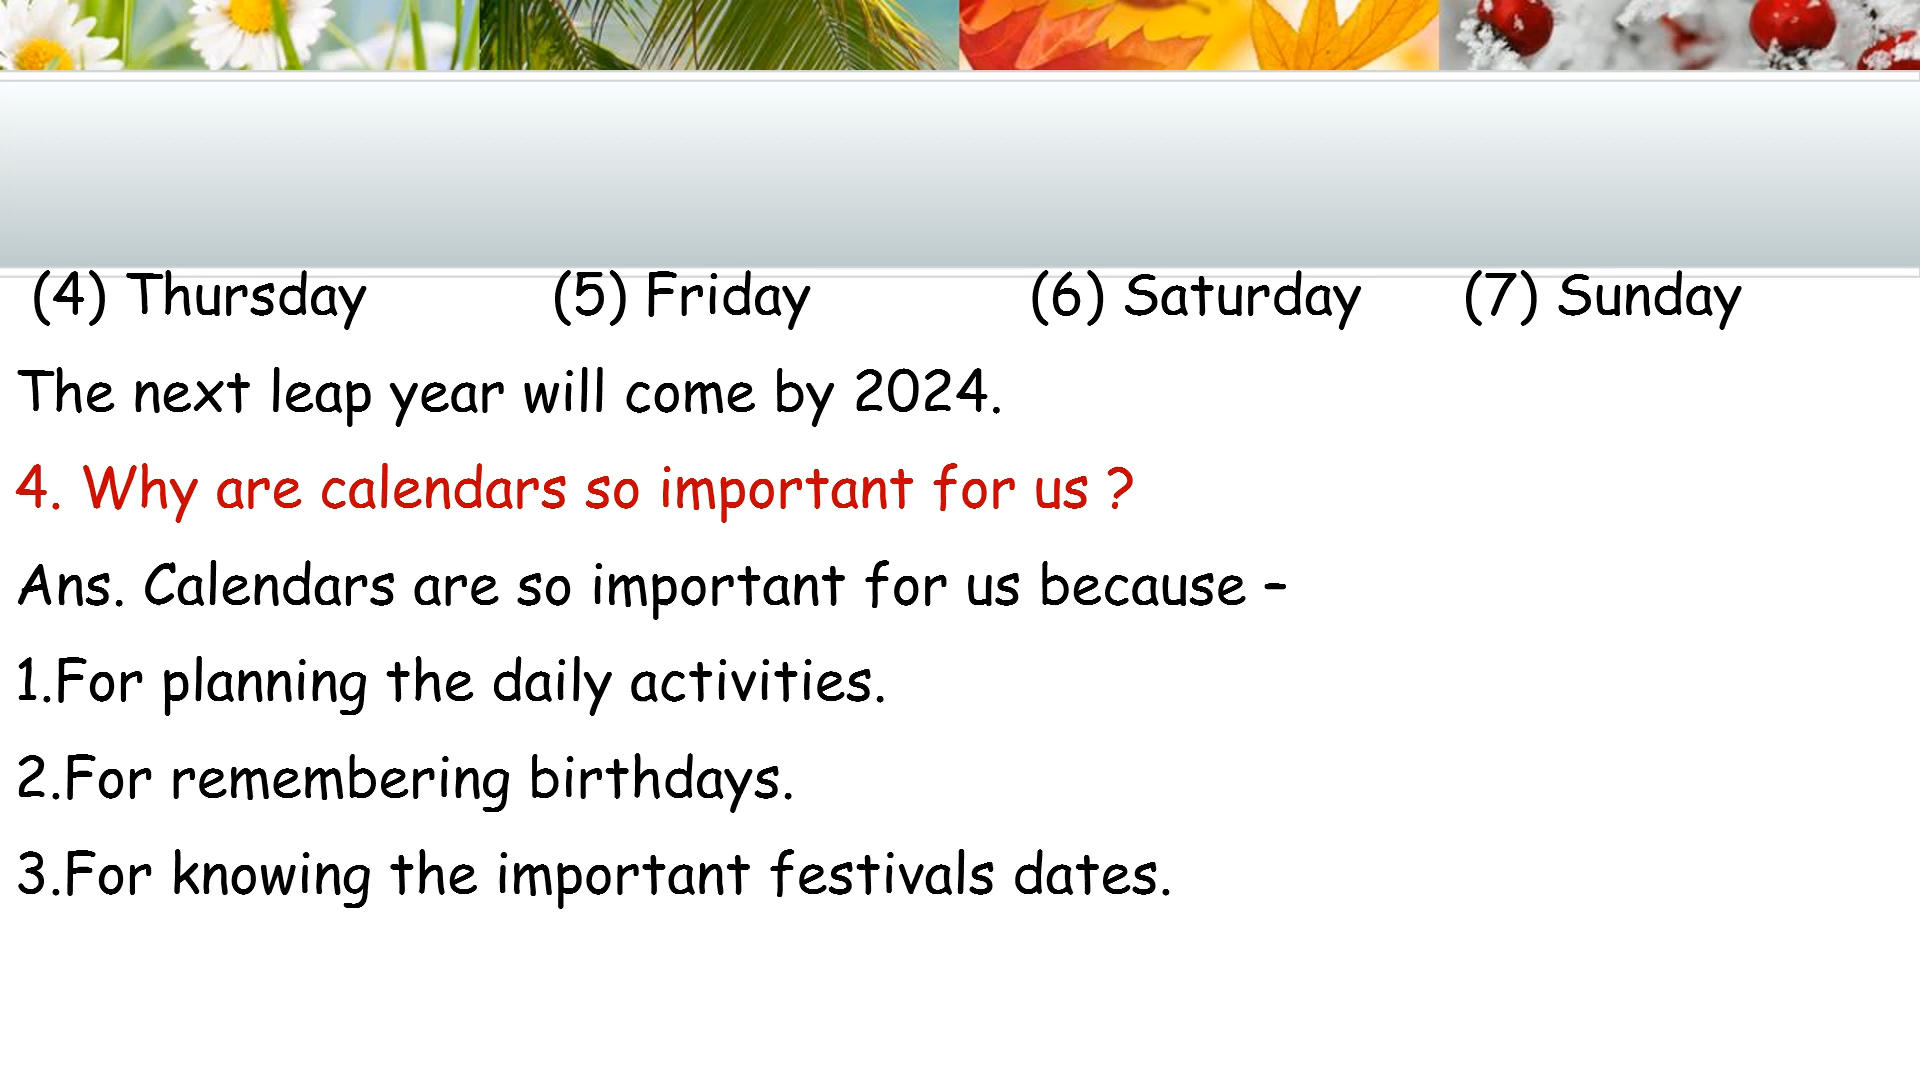 (4) Thursday (5) Friday (6) Saturday (7) Sunday
The next leap year will come by 2024.
4. Why are calendars so important for us ?
Ans. Calendars are so important for us because –
1.For planning the daily activities.
2.For remembering birthdays.
3.For knowing the important festivals dates.